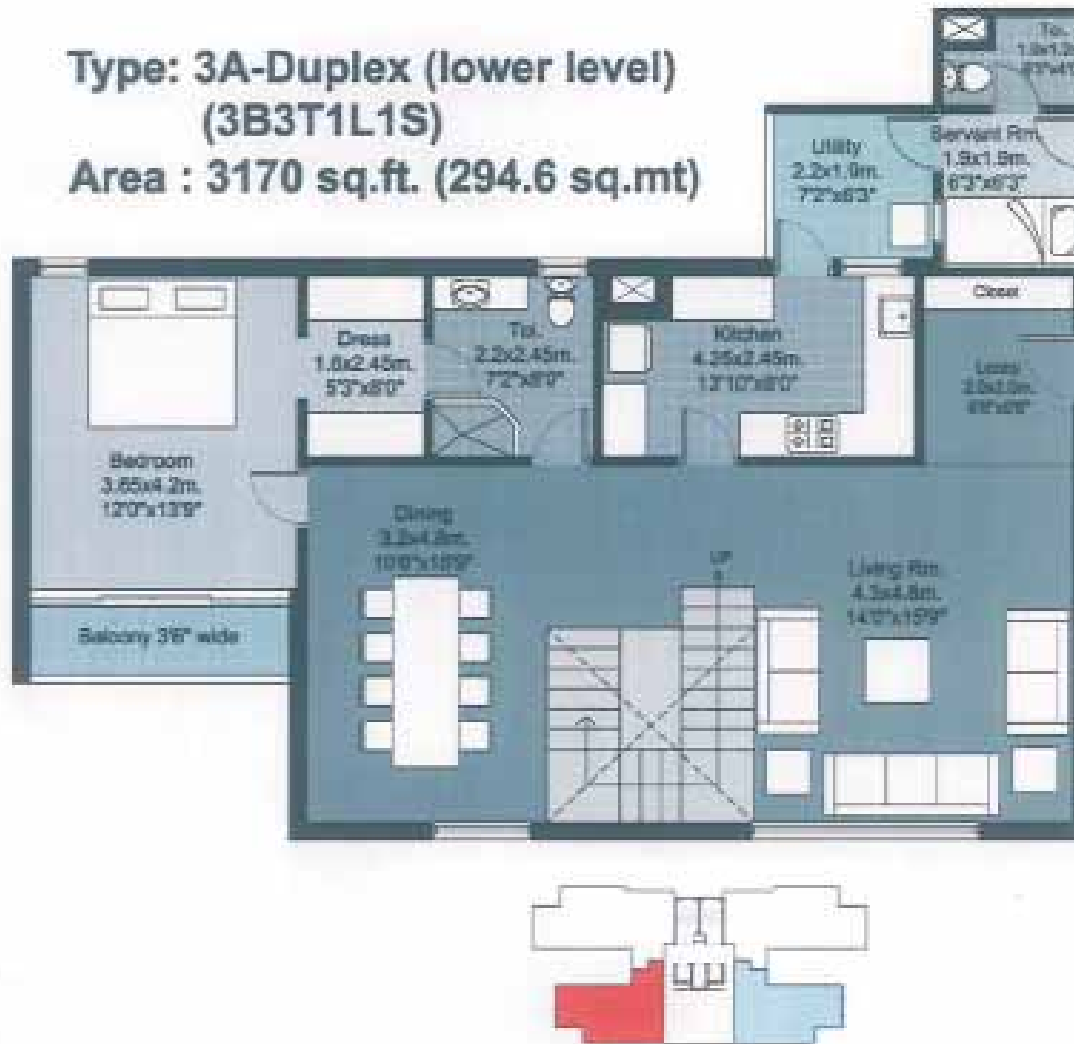 Type: 3A-Duplex (lower level)
(3B3T1L1S)
Area : 3170 sq.ft. (294.6 sq.mt)
Utility
2.2x1.9m.
7'2"x6'3"
Servant Rm.
1.9x1.9m.
6'3"x6'3"
Closet
Dress
1.6x2.45m.
5'3"x8'0"
Toi.
2.2x2.45m.
7'2"x8'0"
Kitchen
4.25x2.45m.
13'10"x8'0"
Bedroom
3.65x4.2m.
12'0"x13'9"
Dining
3.2x4.8m.
UP
Living Rm.
4.3x4.8m.
14'0"x15'9"
Balcony 3'6" wide